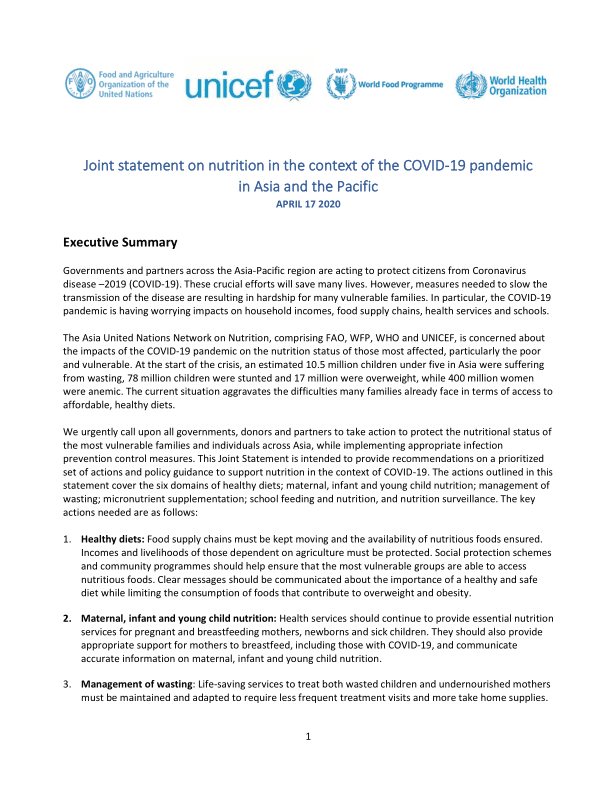 Food and Agriculture
Organization of the
United Nations
unicef
WFP
World Food Programme
World Health
Organization
Joint statement on nutrition in the context of the COVID-19 pandemic
in Asia and the Pacific
APRIL 17 2020
Executive Summary
Governments and partners across the Asia-Pacific region are acting to protect citizens from Coronavirus
disease –2019 (COVID-19). These crucial efforts will save many lives. However, measures needed to slow the
transmission of the disease are resulting in hardship for many vulnerable families. In particular, the COVID-19
pandemic is having worrying impacts on household incomes, food supply chains, health services and schools.
The Asia United Nations Network on Nutrition, comprising FAO, WFP, WHO and UNICEF, is concerned about
the impacts of the COVID-19 pandemic on the nutrition status of those most affected, particularly the poor
and vulnerable. At the start of the crisis, an estimated 10.5 million children under five in Asia were suffering
from wasting, 78 million children were stunted and 17 million were overweight, while 400 million women
were anemic. The current situation aggravates the difficulties many families already face in terms of access to
affordable, healthy diets.
We urgently call upon all governments, donors and partners to take action to protect the nutritional status of
the most vulnerable families and individuals across Asia, while implementing appropriate infection
prevention control measures. This Joint Statement is intended to provide recommendations on a prioritized
set of actions and policy guidance to support nutrition in the context of COVID-19. The actions outlined in this
statement cover the six domains of healthy diets; maternal, infant and young child nutrition; management of
wasting; micronutrient supplementation; school feeding and nutrition, and nutrition surveillance. The key
actions needed are as follows:
1. Healthy diets: Food supply chains must be kept moving and the availability of nutritious foods ensured.
Incomes and livelihoods of those dependent on agriculture must be protected. Social protection schemes
and community programmes should help ensure that the most vulnerable groups are able to access
nutritious foods. Clear messages should be communicated about the importance of a healthy and safe
diet while limiting the consumption of foods that contribute to overweight and obesity.
2. Maternal, infant and young child nutrition: Health services should continue to provide essential nutrition
services for pregnant and breastfeeding mothers, newborns and sick children. They should also provide
appropriate support for mothers to breastfeed, including those with COVID-19, and communicate
accurate information on maternal, infant and young child nutrition.
3. Management of wasting: Life-saving services to treat both wasted children and undernourished mothers
must be maintained and adapted to require less frequent treatment visits and more take home supplies.
1